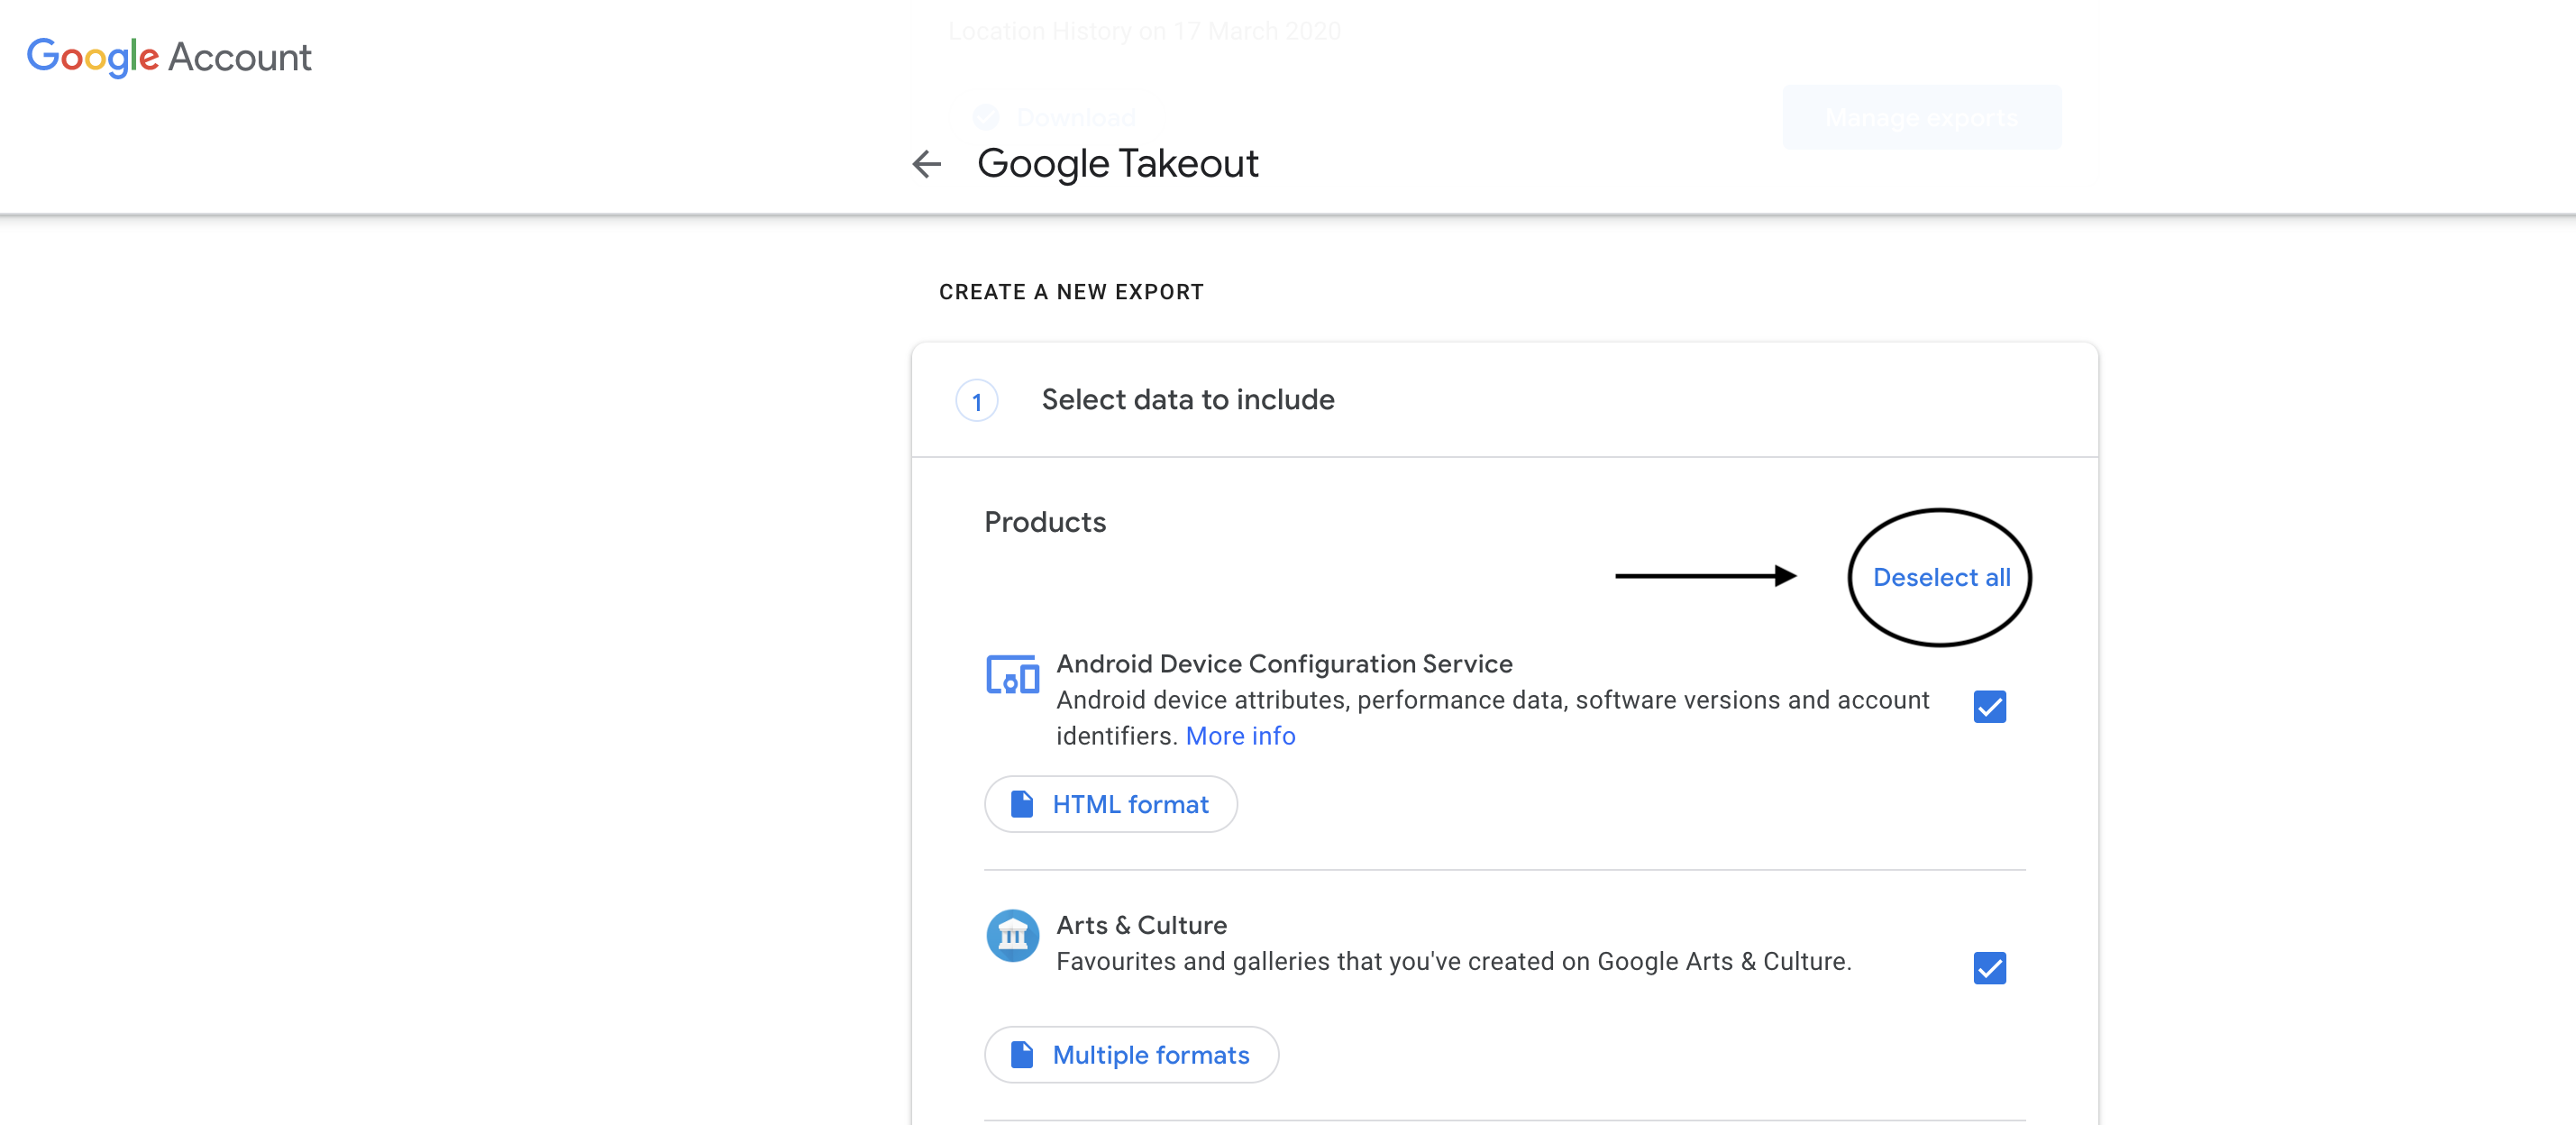 Location History on 17 March 2020
Google Account
Download
Manage exports
Google Takeout
CREATE A NEW EXPORT
1
Select data to include
Products
Deselect all
Android Device Configuration Service
Android device attributes, performance data, software versions and account
identifiers. More info
HTML format
Arts & Culture
Favourites and galleries that you've created on Google Arts & Culture.
Multiple formats